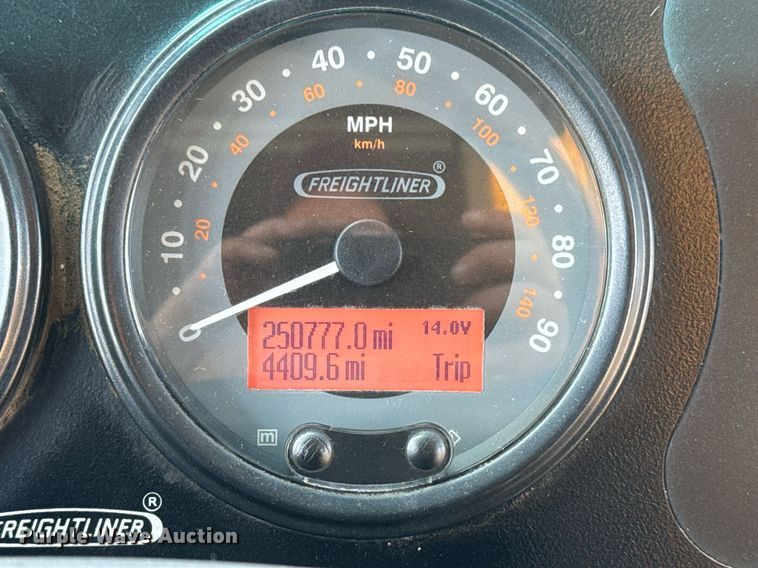 40 50
30 60
20 70
10 80
0 90
60 80
40 100
20 120
140
MPH
km/h
FREIGHTLINER ®
250777.0 mi 14.0V
4409.6 mi Trip
m
FREIGHTLINER ®
Purple Wave Auction